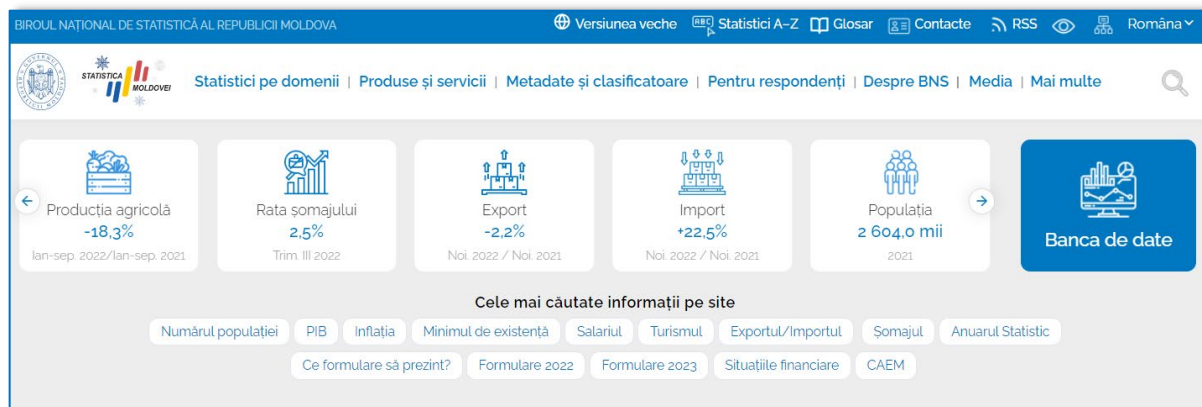 BIROUL NAȚIONAL DE STATISTICĂ AL REPUBLICII MOLDOVA
Versiunea veche
Statistici A–Z
Glosar
Contacte
RSS
Româna
STATISTICA
MOLDOVEI
Statistici pe domenii | Produse și servicii | Metadate și clasificatoare | Pentru respondenți | Despre BNS | Media | Mai multe
Producția agricolă
-18,3%
Ian-sep. 2022/Ian-sep. 2021
Rata șomajului
2,5%
Trim. III 2022
Export
-2,2%
Noi. 2022 / Noi. 2021
Import
+22,5%
Noi. 2022 / Noi. 2021
Populația
2 604,0 mii
2021
Banca de date
Cele mai căutate informații pe site
Numărul populației
PIB
Inflația
Minimul de existență
Salariul
Turismul
Exportul/Importul
Șomajul
Anuarul Statistic
Ce formulare să prezint?
Formulare 2022
Formulare 2023
Situațiile financiare
CAEM